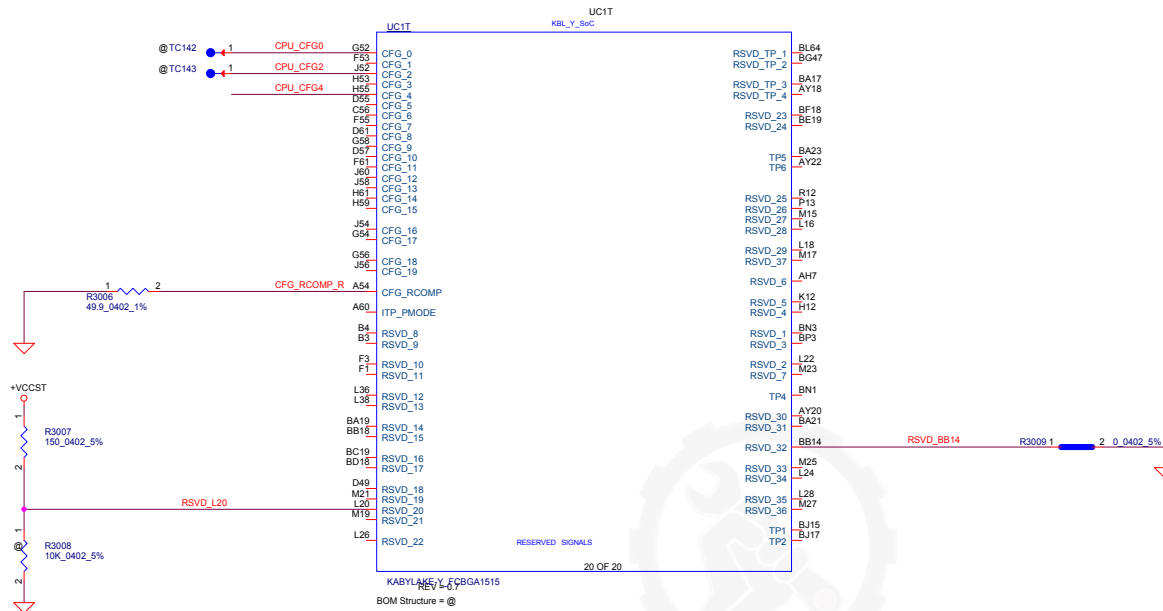 UC1T
UC1T
KBL_Y_SoC
@ TC142 1 CPU_CFG0 G52 CFG_0
F53 CFG_1
@ TC143 1 CPU_CFG2 J52 CFG_2
H53 CFG_3
CPU_CFG4 H55 CFG_4
D55 CFG_5
C56 CFG_6
F55 CFG_7
D61 CFG_8
G58 CFG_9
D57 CFG_10
F61 CFG_11
J60 CFG_12
J58 CFG_13
H61 CFG_14
H59 CFG_15
J54 CFG_16
G54 CFG_17
G56 CFG_18
J56 CFG_19
1 2 CFG_RCOMP_R A54 CFG_RCOMP
R3006
49.9_0402_1%
A60 ITP_PMODE
B4 RSVD_8
B3 RSVD_9
F3 RSVD_10
F1 RSVD_11
L36 RSVD_12
L38 RSVD_13
BA19 RSVD_14
BB18 RSVD_15
BC19 RSVD_16
BD18 RSVD_17
D49 RSVD_18
M21 RSVD_19
RSVD_L20 L20 RSVD_20
M19 RSVD_21
L26 RSVD_22
+VCCST
1
R3007
150_0402_5%
2
1
@
R3008
10K_0402_5%
2
RSVD_TP_1 BL64
RSVD_TP_2 BG47
RSVD_TP_3 BA17
RSVD_TP_4 AY18
RSVD_23 BF18
RSVD_24 BE19
TP5 BA23
TP6 AY22
RSVD_25 R12
RSVD_26 P13
RSVD_27 M15
RSVD_28 L16
RSVD_29 L18
RSVD_37 M17
RSVD_6 AH7
RSVD_5 K12
RSVD_4 H12
RSVD_1 BN3
RSVD_3 BP3
RSVD_2 L22
RSVD_7 M23
TP4 BN1
RSVD_30 AY20
RSVD_31 BA21
RSVD_32 BB14 RSVD_BB14 R3009 1 2 0_0402_5%
RSVD_33 M25
RSVD_34 L24
RSVD_35 L28
RSVD_36 M27
TP1 BJ15
TP2 BJ17
RESERVED SIGNALS
20 OF 20
KABYLAKE-Y_FCBGA1515
REV = 0.7
BOM Structure = @